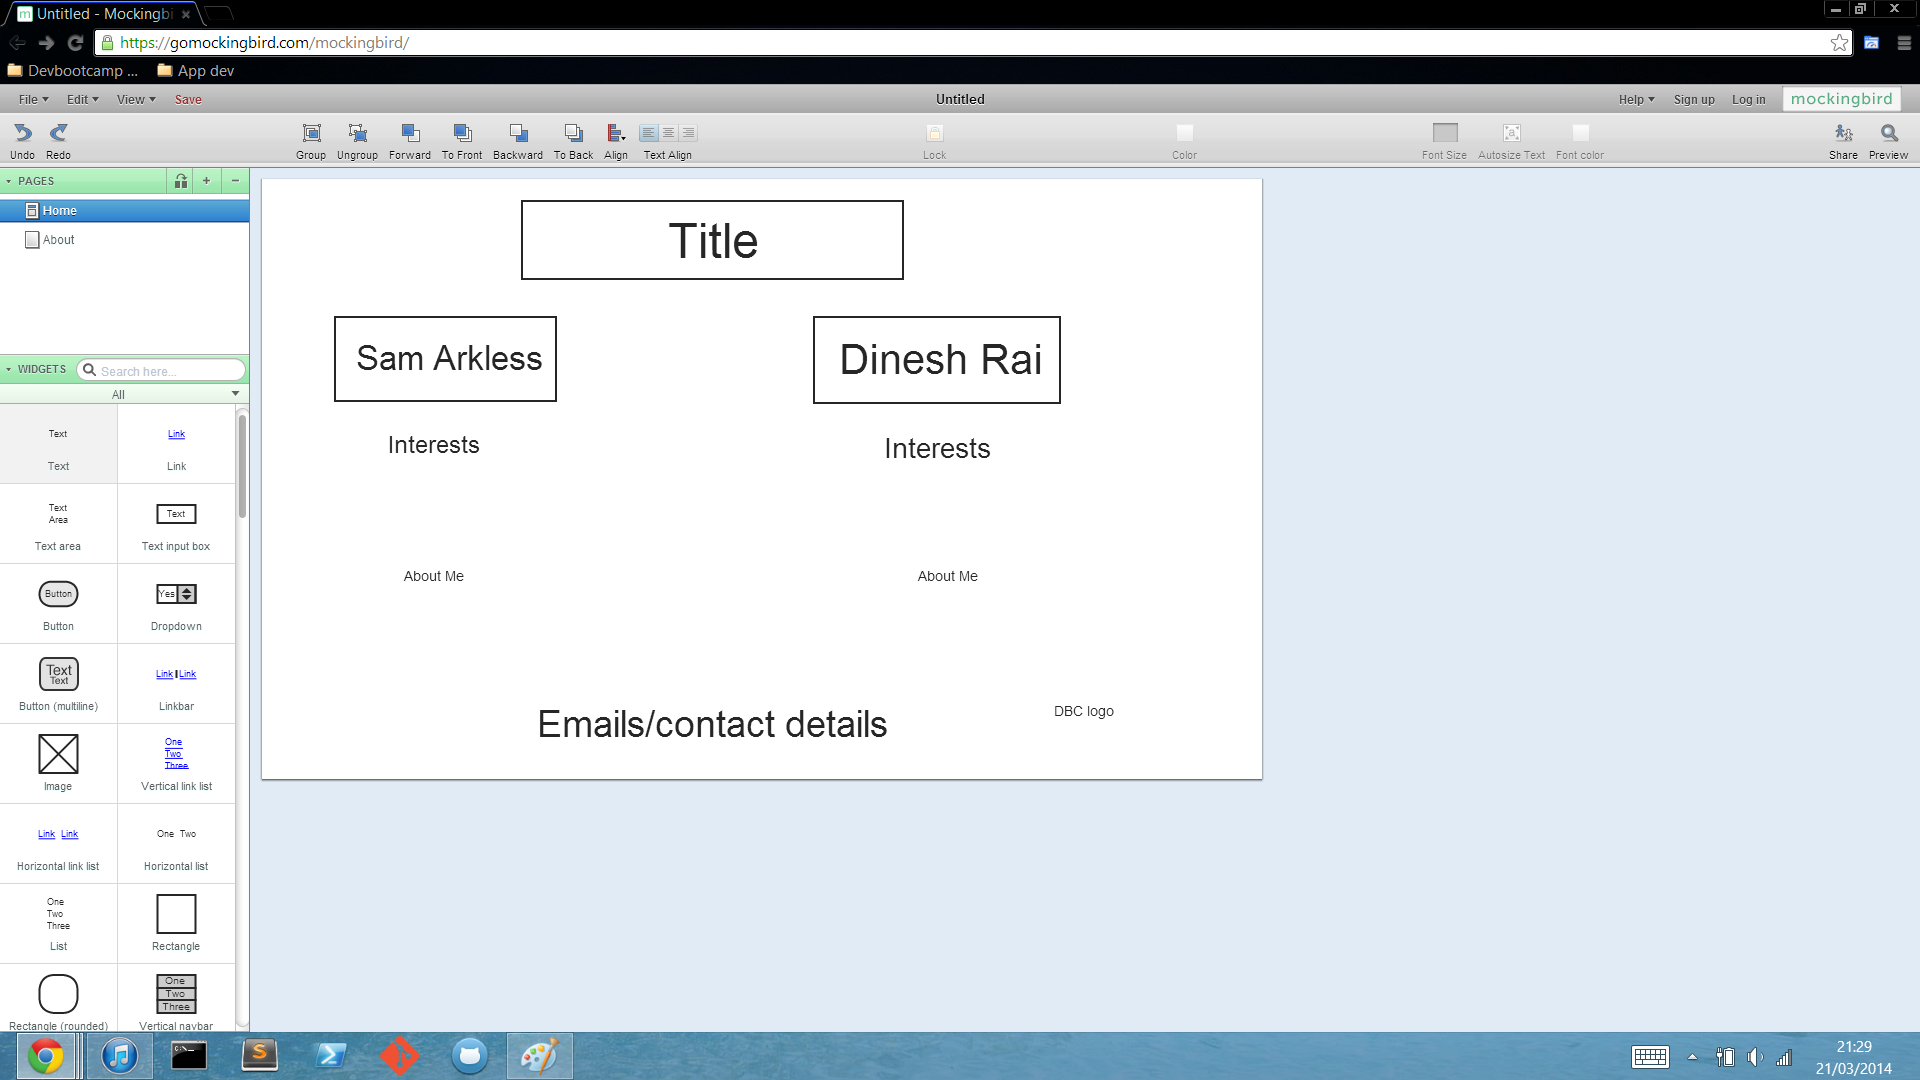 Untitled - Mockingbi
https://gomockingbird.com/mockingbird/
Devbootcamp ... App dev
File Edit View Save Untitled Help Sign up Log in mockingbird
Undo Redo Group Ungroup Forward To Front Backward To Back Align Text Align Lock Color Font Size Autosize Text Font color Share Preview
PAGES
Home
About
WIDGETS Search here...
All
Text Link
Text Link
Text
Area
Text
Text area Text input box
Button Yes
Button Dropdown
Text
Text
Link Link
Button (multiline) Linkbar
One
Two
Three
Image Vertical link list
Link Link One Two
Horizontal link list Horizontal list
One
Two
Three
List Rectangle
One
Two
Three
Rectangle (rounded) Vertical navbar
Title
Sam Arkless Dinesh Rai
Interests Interests
About Me About Me
Emails/contact details DBC logo
21:29
21/03/2014